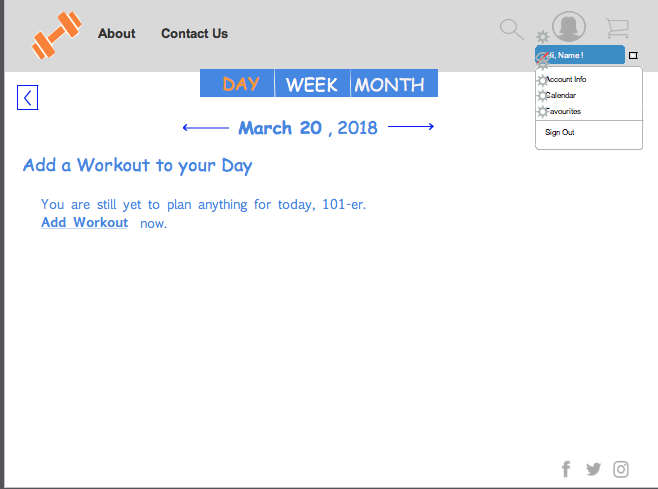 About Contact Us
Hi, Name !
Account Info
Calendar
Favourites
Sign Out
DAY WEEK MONTH
March 20 , 2018
Add a Workout to your Day
You are still yet to plan anything for today, 101-er.
Add Workout now.